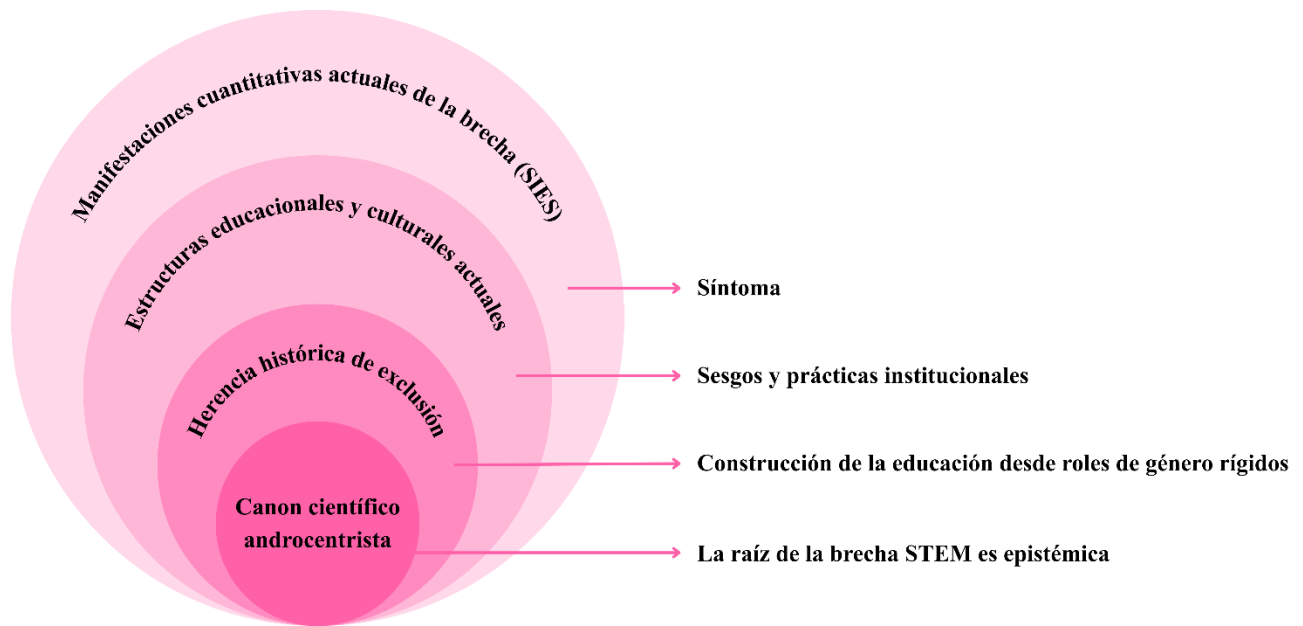 Manifestaciones cuantitativas actuales de la brecha (SIES)
Estructuras educacionales y culturales actuales
Herencia histórica de exclusión
Canon científico
androcentrista
Síntoma
Sesgos y prácticas institucionales
Construcción de la educación desde roles de género rígidos
La raíz de la brecha STEM es epistémica